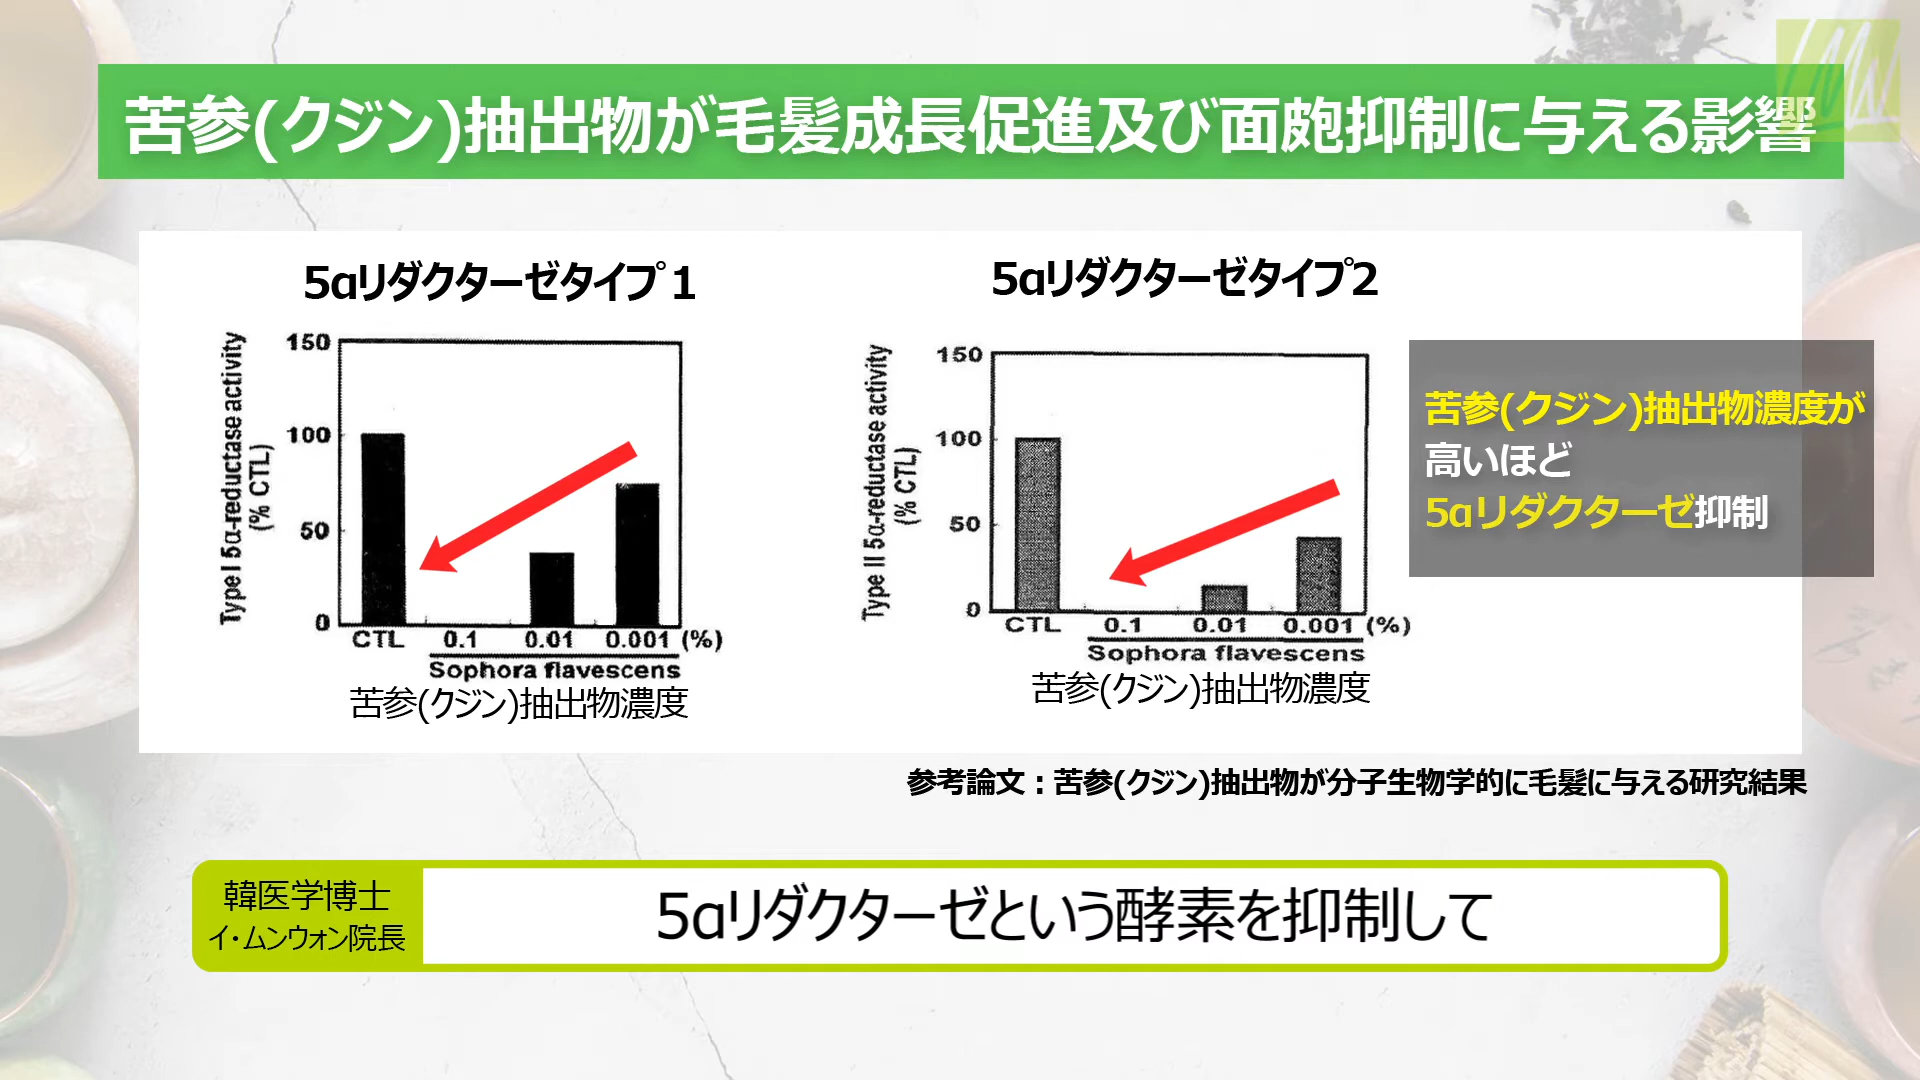 苦参(クジン)抽出物が毛髪成長促進及び面皰抑制に与える影響
5αリダクターゼタイプ1
Type I 5α-reductase activity
(% CTL)
150
100
50
0
CTL 0.1 0.01 0.001 (%)
Sophora flavescens
苦参(クジン)抽出物濃度
5αリダクターゼタイプ2
Type II 5α-reductase activity
(% CTL)
150
100
50
0
CTL 0.1 0.01 0.001 (%)
Sophora flavescens
苦参(クジン)抽出物濃度
苦参(クジン)抽出物濃度が
高いほど
5αリダクターゼ抑制
参考論文：苦参(クジン)抽出物が分子生物学的に毛髪に与える研究結果
韓医学博士
イ・ムンウォン院長
5αリダクターゼという酵素を抑制して